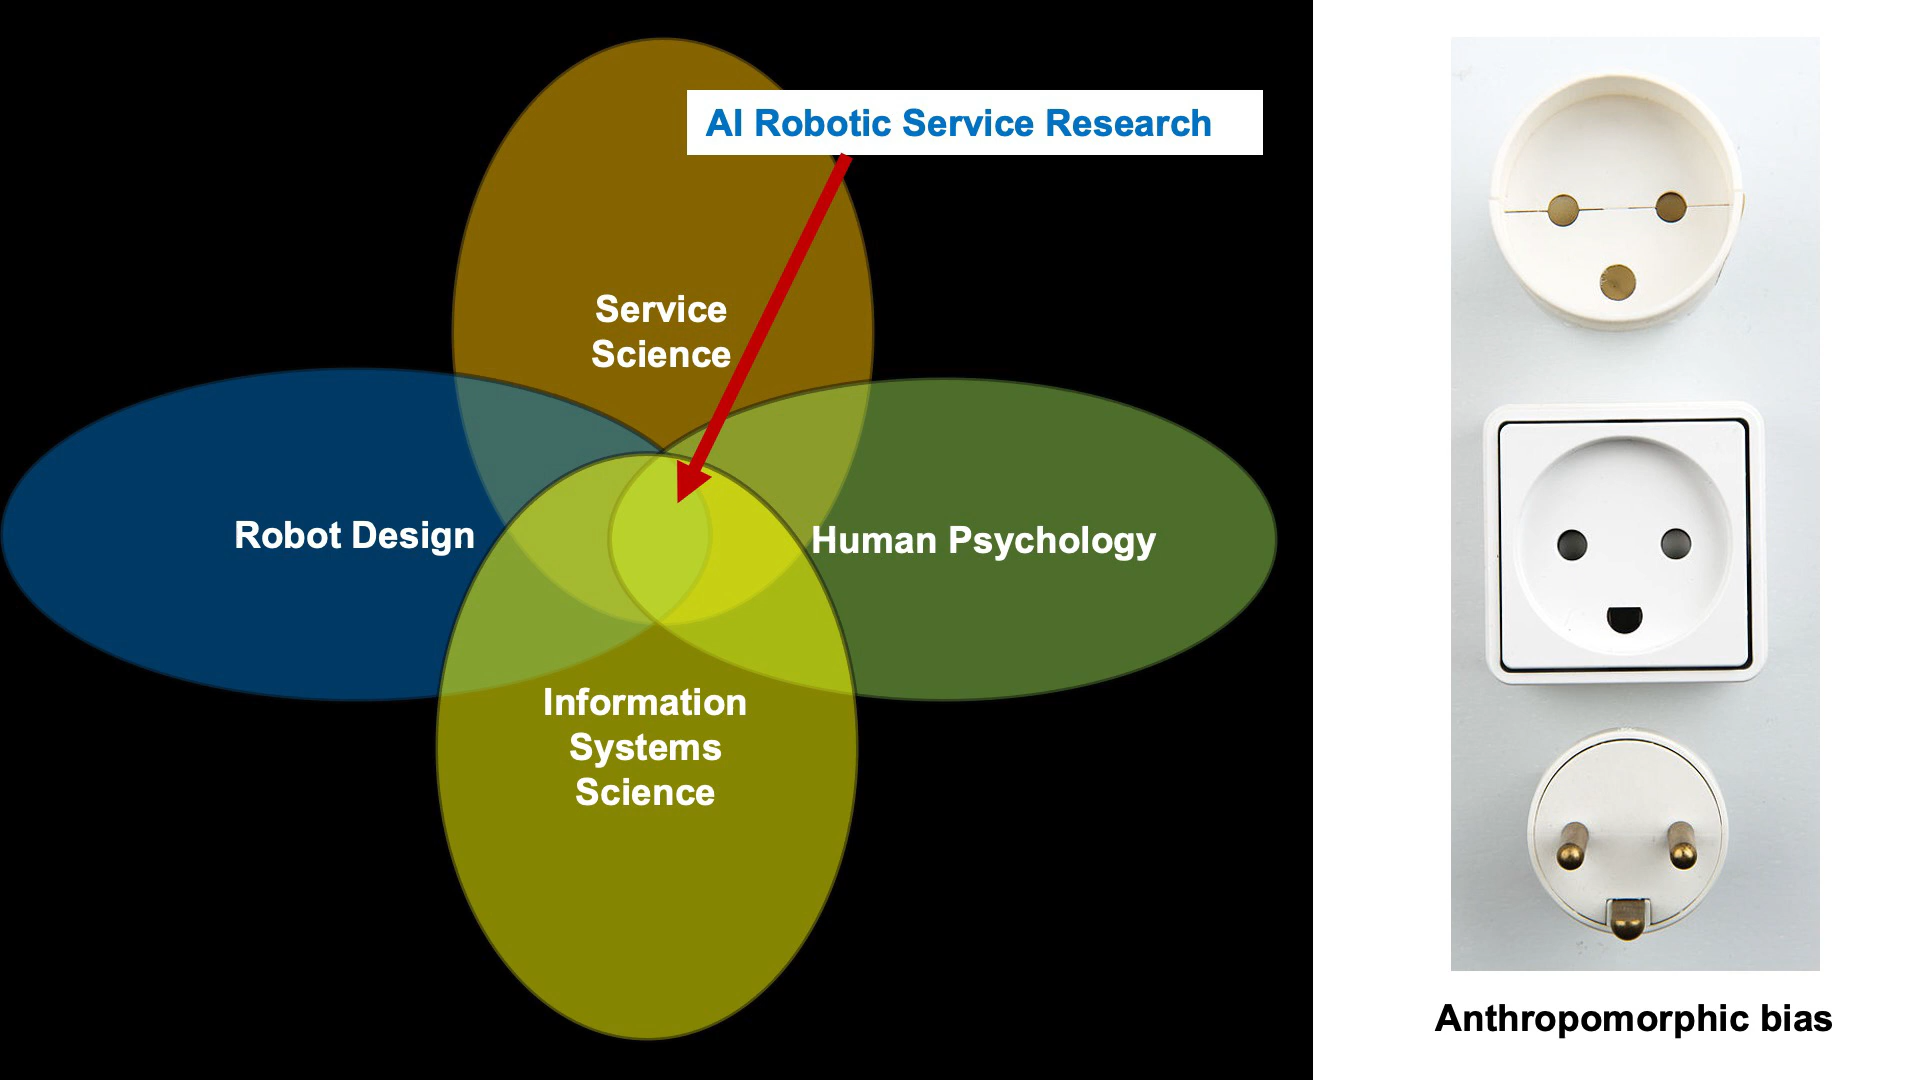 AI Robotic Service Research
Service
Science
Robot Design
Human Psychology
Information
Systems
Science
Anthropomorphic bias